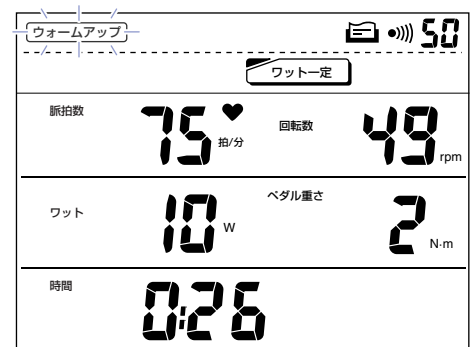 ウォームアップ 50
ワット一定
脈拍数 75 拍/分 回転数 49 rpm
ワット 10 W ペダル重さ 2 N·m
時間 0:26